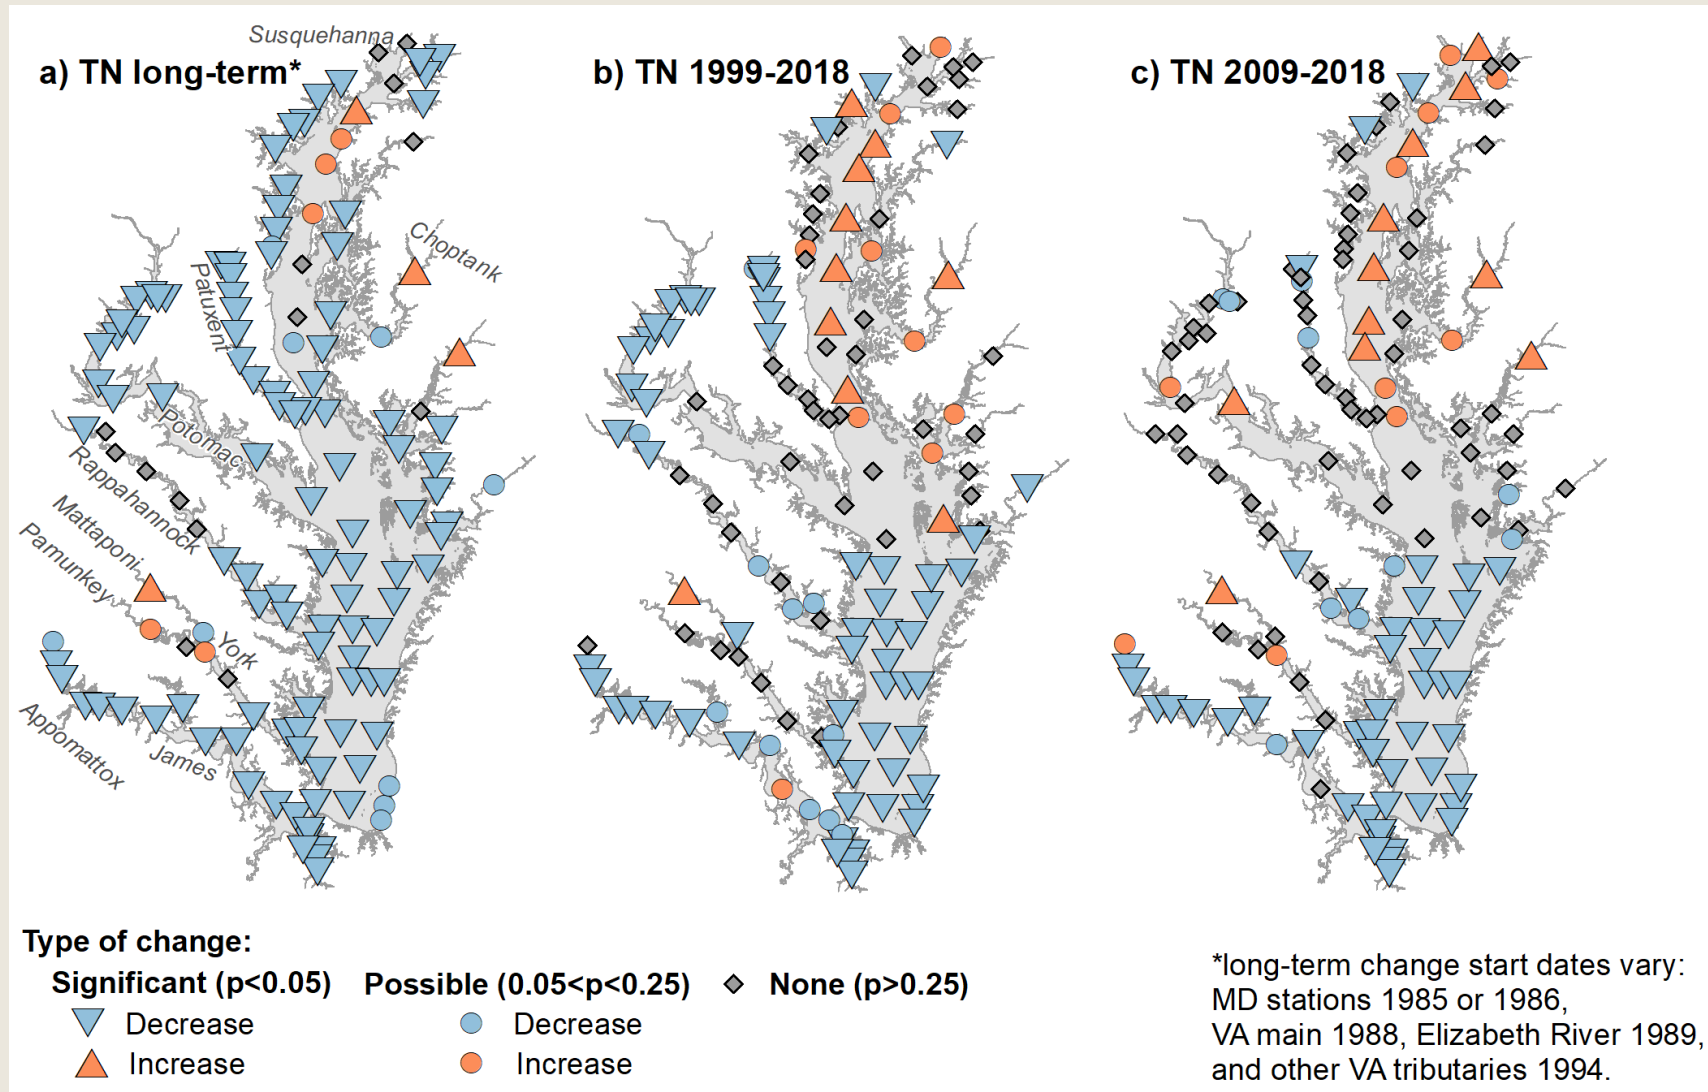 a) TN long-term*
b) TN 1999-2018
c) TN 2009-2018
Susquehanna
Choptank
Patuxent
Potomac
Rappahannock
Mattaponi
Pamunkey
York
James
Appomattox
Type of change:
Significant (p<0.05)
Decrease
Increase
Possible (0.05<p<0.25)
Decrease
Increase
None (p>0.25)
*long-term change start dates vary:
MD stations 1985 or 1986,
VA main 1988, Elizabeth River 1989,
and other VA tributaries 1994.